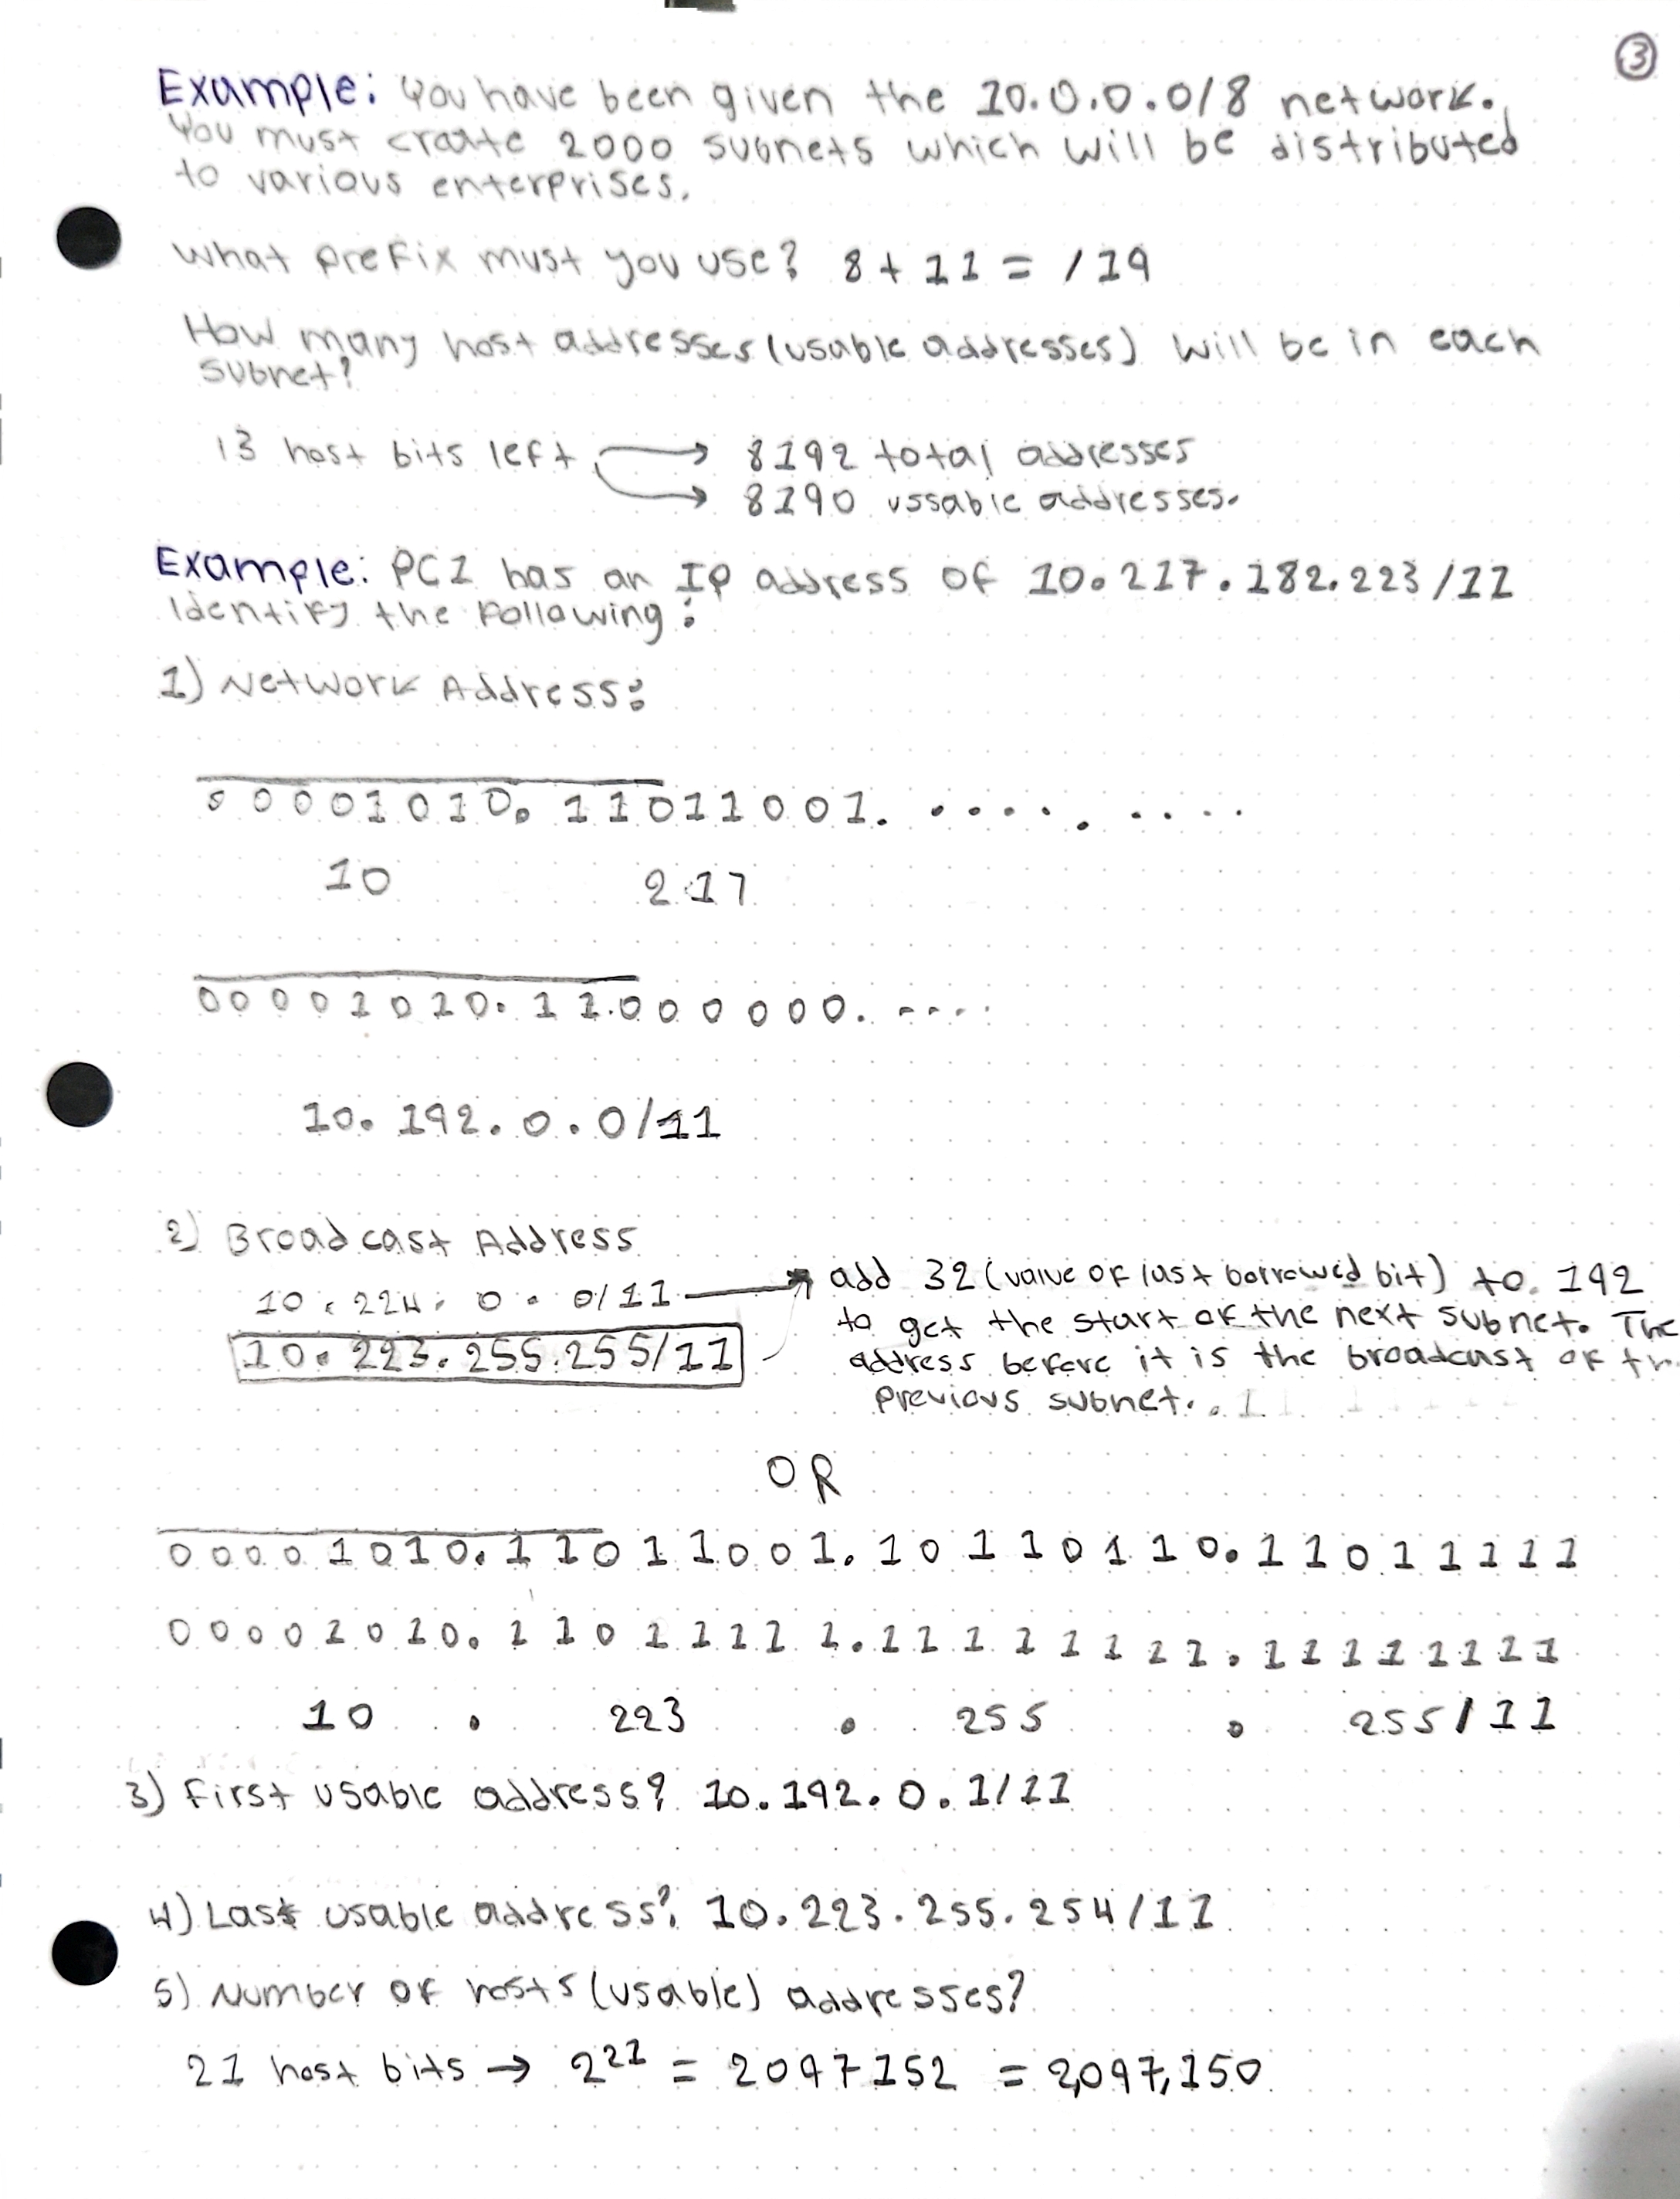 3
Example: You have been given the 10.0.0.0/8 network.
You must create 2000 subnets which will be distributed
to various enterprises.
What prefix must you use? 8 + 11 = /19
How many host addresses (usable addresses) will be in each
subnet?
13 host bits left → 8192 total addresses
→ 8190 ussable addresses.
Example: PC1 has an IP address of 10.217.182.223/11
Identify the following:
1) Network Address:
00001010.11011001. .... . ....
10 217
00001010.11000000. ....
10.192.0.0/11
2) Broadcast Address
10.224.0.0/11 → add 32 (value of last borrowed bit) to 192
to get the start of the next subnet. The
10.223.255.255/11 address before it is the broadcast of th
previous subnet.
OR
00001010.11011001.10110110.11011111
00001010.11011111.11111111.11111111
10 . 223 . 255 . 255/11
3) First usable address? 10.192.0.1/11
4) Last usable address? 10.223.255.254/11
5) Number of hosts (usable) addresses?
21 host bits → 2²¹ = 2097152 = 2,097,150